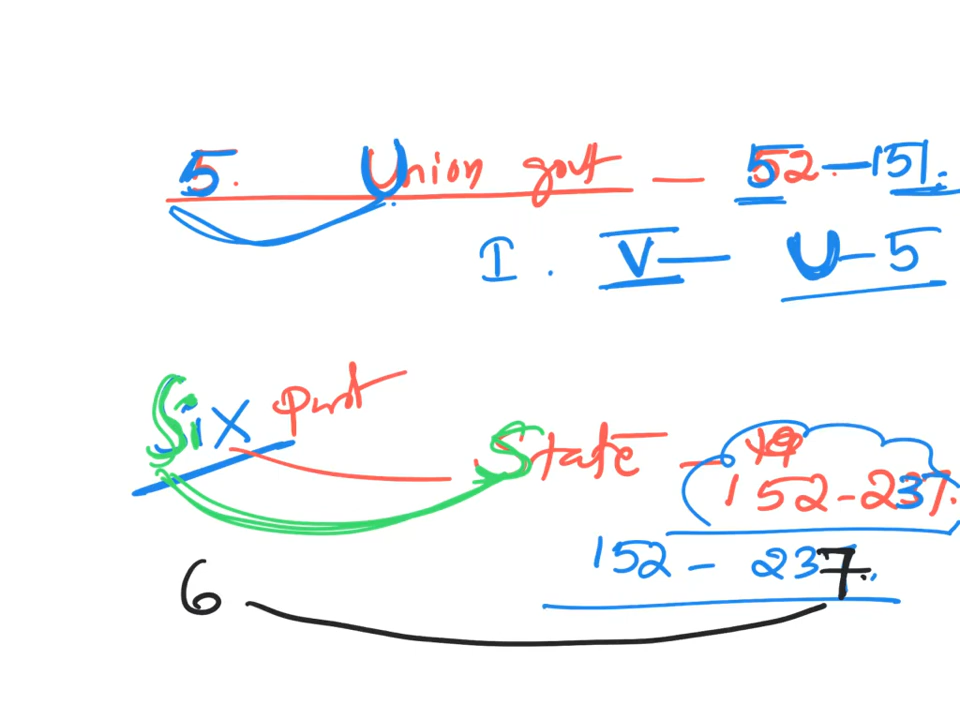 5. Union govt — 52—151.
I. V — U—5
Six part State — 152-237.
152 — 237.
6